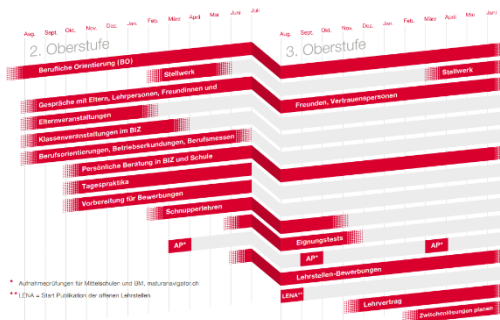 Aug. Sept. Okt. Nov. Dez. Jan. Feb. März April Mai Juni Juli
Aug. Sept. Okt. Nov. Dez. Jan. Feb. März April Mai Juni
2. Oberstufe
3. Oberstufe
Berufliche Orientierung (BO)
Stellwerk
Stellwerk
Gespräche mit Eltern, Lehrpersonen, Freundinnen und
Freunden, Vertrauenspersonen
Elternveranstaltungen
Klassenveranstaltungen im BIZ
Berufsorientierungen, Betriebserkundungen, Berufsmessen
Persönliche Beratung in BIZ und Schule
Tagespraktika
Vorbereitung für Bewerbungen
Schnupperlehren
Eignungstests
AP*
AP*
AP*
Lehrstellen-Bewerbungen
LENA**
Lehrvertrag
Zwischenlösungen planen
* Aufnahmeprüfungen für Mittelschulen und BM, maturanavigator.ch
** LENA = Start Publikation der offenen Lehrstellen